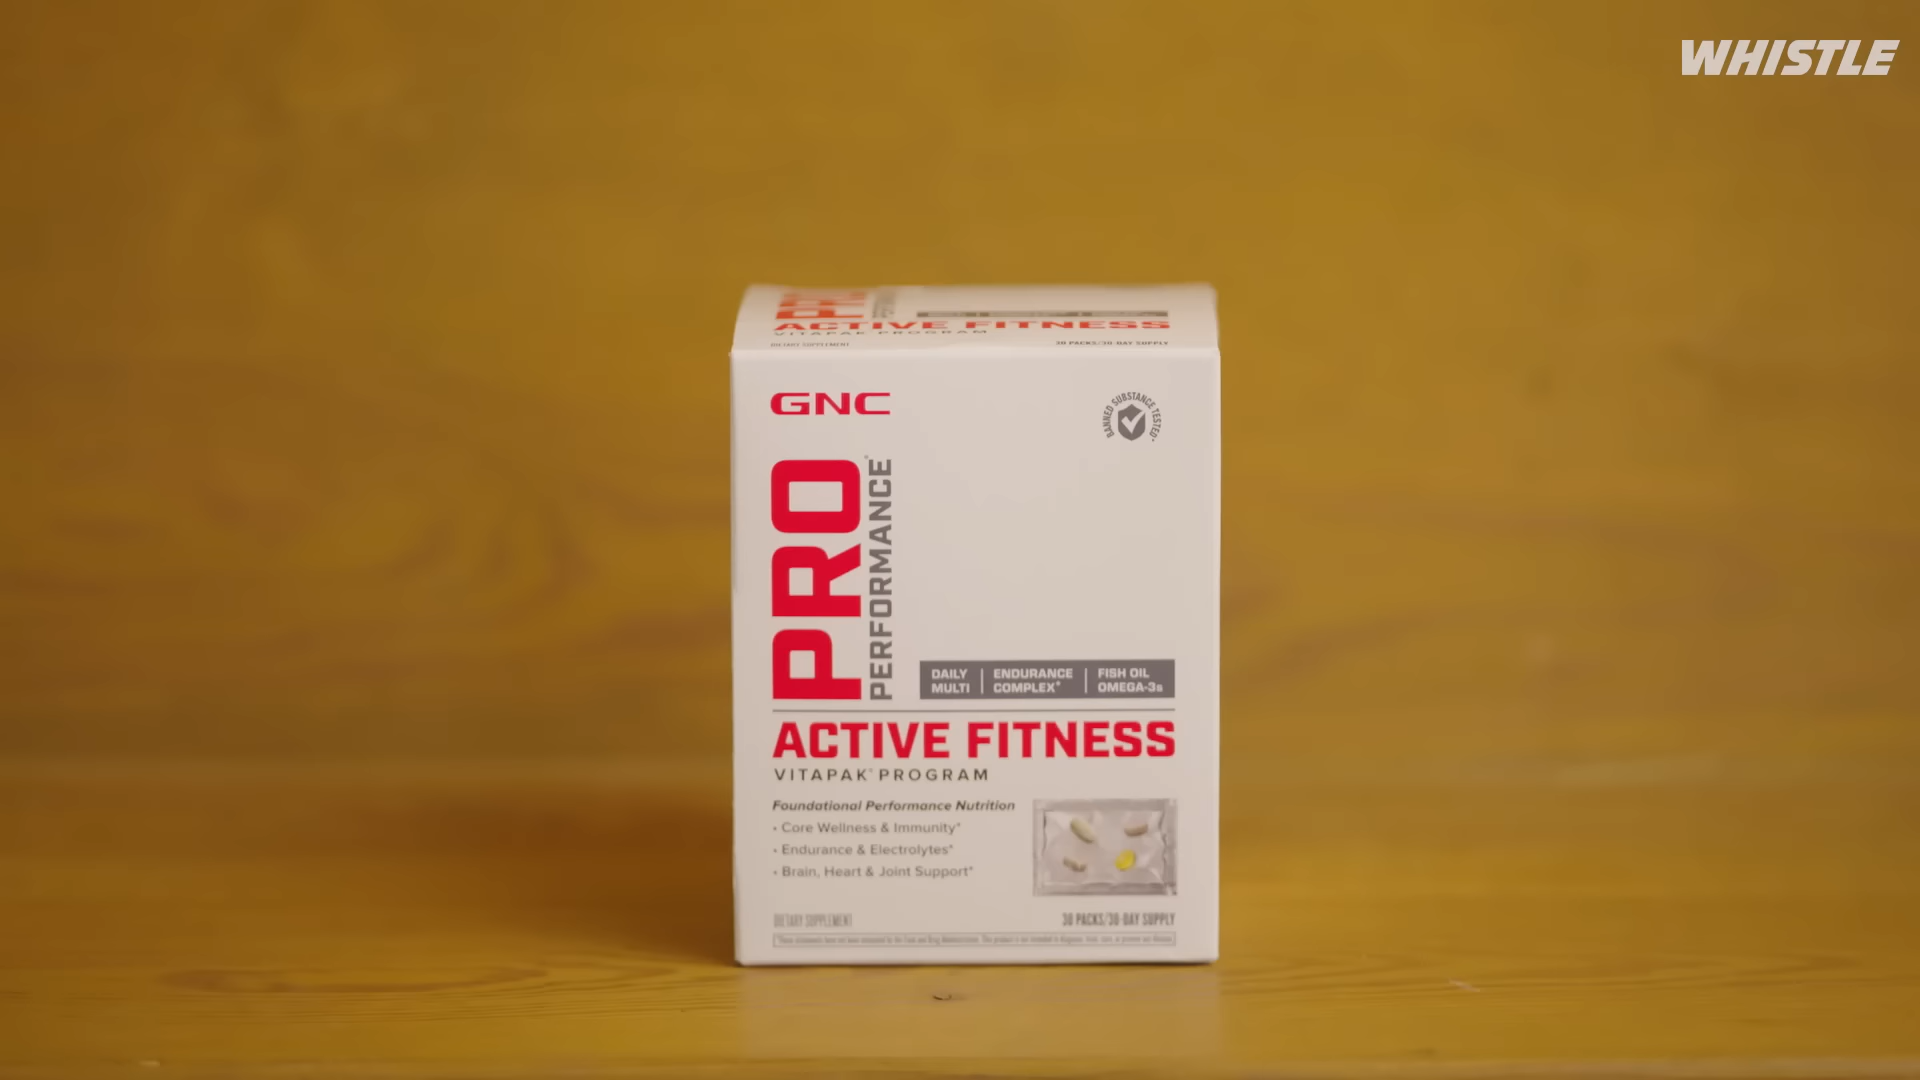 WHISTLE
ACTIVE FITNESS
VITAPAK PROGRAM
DIETARY SUPPLEMENT
30 PACKS/30-DAY SUPPLY
GNC
BANNED SUBSTANCE TESTED*
PRO
PERFORMANCE®
DAILY MULTI | ENDURANCE COMPLEX* | FISH OIL OMEGA-3s
ACTIVE FITNESS
VITAPAK® PROGRAM
Foundational Performance Nutrition
• Core Wellness & Immunity*
• Endurance & Electrolytes*
• Brain, Heart & Joint Support*
DIETARY SUPPLEMENT
30 PACKS/30-DAY SUPPLY